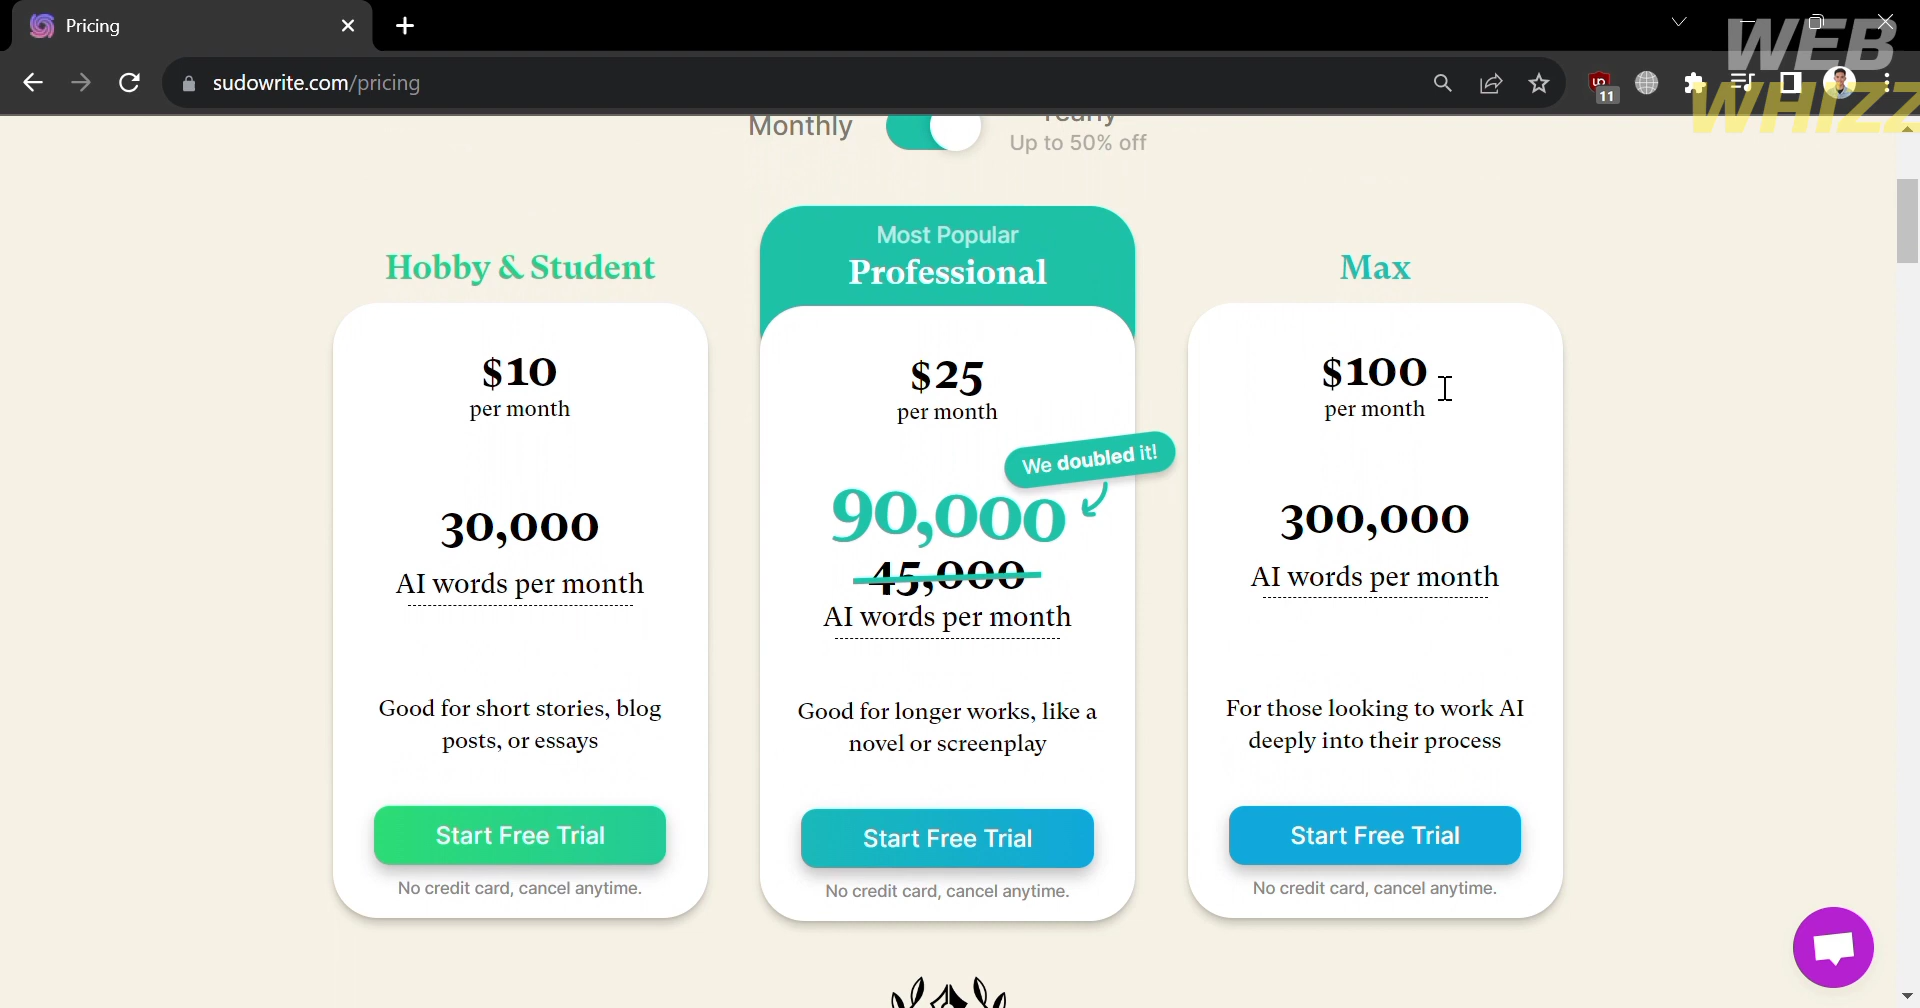 Pricing
WEB
WHIZZ
sudowrite.com/pricing
11
Monthly
Yearly
Up to 50% off
Hobby & Student
$10
per month
30,000
AI words per month
Good for short stories, blog
posts, or essays
Start Free Trial
No credit card, cancel anytime.
Most Popular
Professional
$25
per month
We doubled it!
90,000
45,000
AI words per month
Good for longer works, like a
novel or screenplay
Start Free Trial
No credit card, cancel anytime.
Max
$100
per month
300,000
AI words per month
For those looking to work AI
deeply into their process
Start Free Trial
No credit card, cancel anytime.